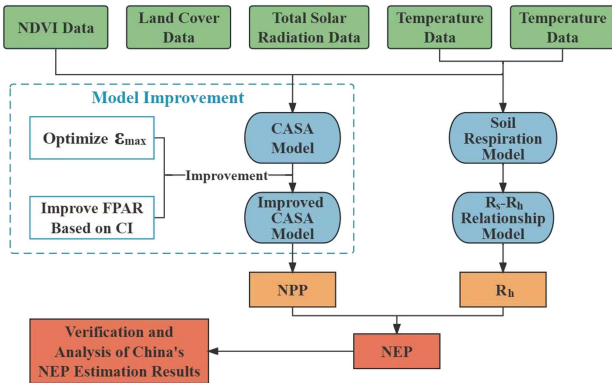 NDVI Data
Land Cover
Data
Total Solar
Radiation Data
Temperature
Data
Temperature
Data
Model Improvement
Optimize εmax
CASA
Model
Soil
Respiration
Model
Improvement
Improve FPAR
Based on CI
Improved
CASA
Model
Rs-Rh
Relationship
Model
NPP
Rh
Verification and
Analysis of China's
NEP Estimation Results
NEP